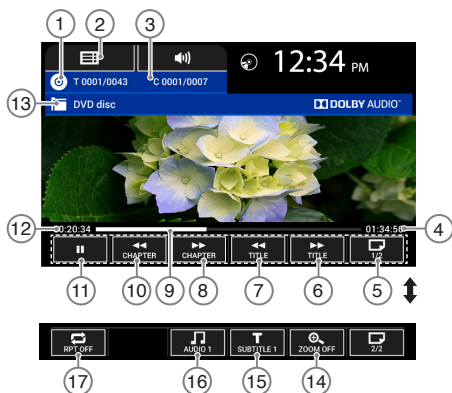 1 2 3
12:34 PM
T 0001/0043 C 0001/0007
13 DVD disc DOLBY AUDIO™
12 0:20:34 01:34:56 4
CHAPTER CHAPTER TITLE TITLE 1/2
11 10 9 8 7 6 5
RPT OFF AUDIO 1 T SUBTITLE 1 ZOOM OFF 2/2
17 16 15 14